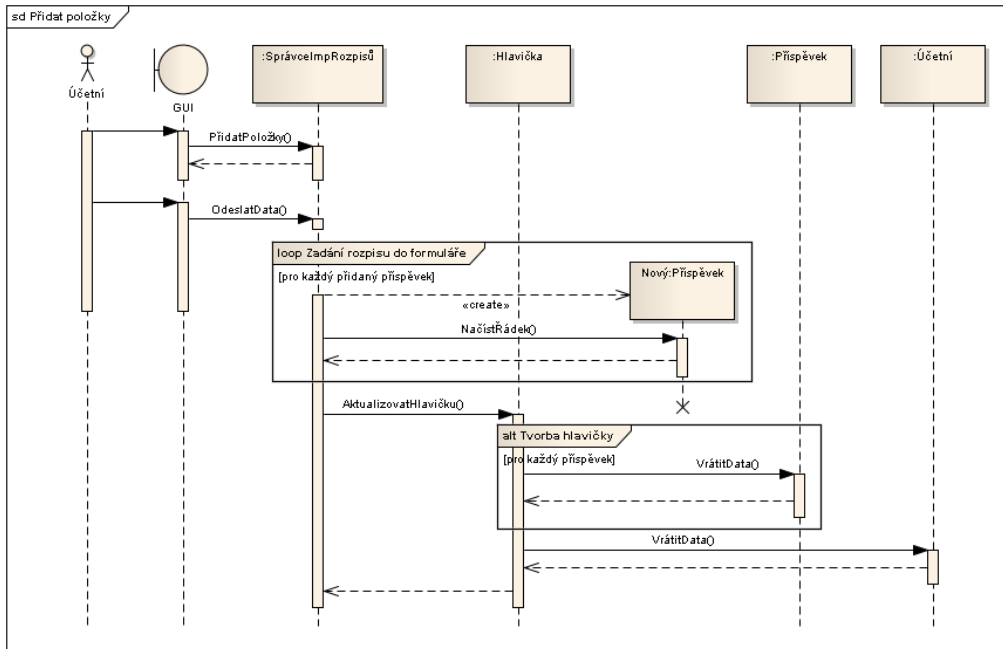 sd Přidat položky
Účetní
GUI
:SprávceImpRozpisů
:Hlavička
:Příspěvek
:Účetní
PřidatPoložky()
OdeslatData()
loop Zadání rozpisu do formuláře
[pro každý přidaný příspěvek]
Nový:Příspěvek
«create»
NačístŘádek()
AktualizovatHlavičku()
alt Tvorba hlavičky
[pro každý příspěvek]
VrátitData()
VrátitData()